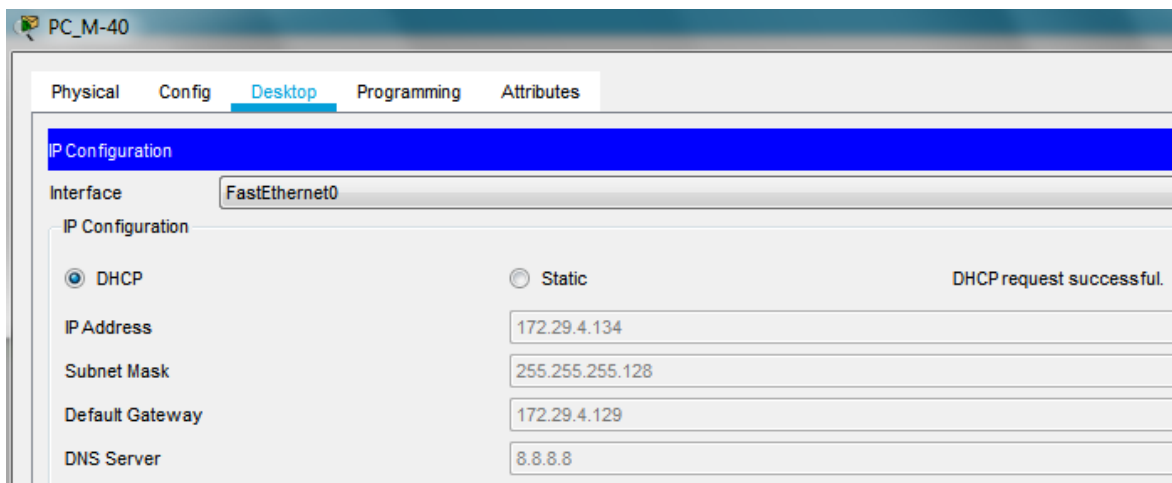 PC_M-40
Physical Config Desktop Programming Attributes
IP Configuration
Interface FastEthernet0
IP Configuration
DHCP Static DHCP request successful.
IP Address 172.29.4.134
Subnet Mask 255.255.255.128
Default Gateway 172.29.4.129
DNS Server 8.8.8.8